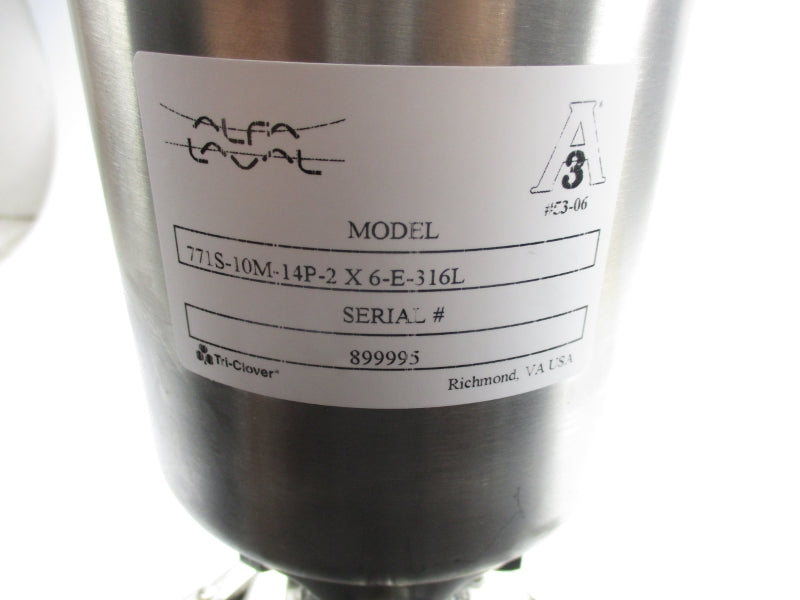 ALFA
LAVAL
A
3
#53-06
MODEL
771S-10M-14P-2 X 6-E-316L
SERIAL #
899995
Tri-Clover
Richmond, VA USA